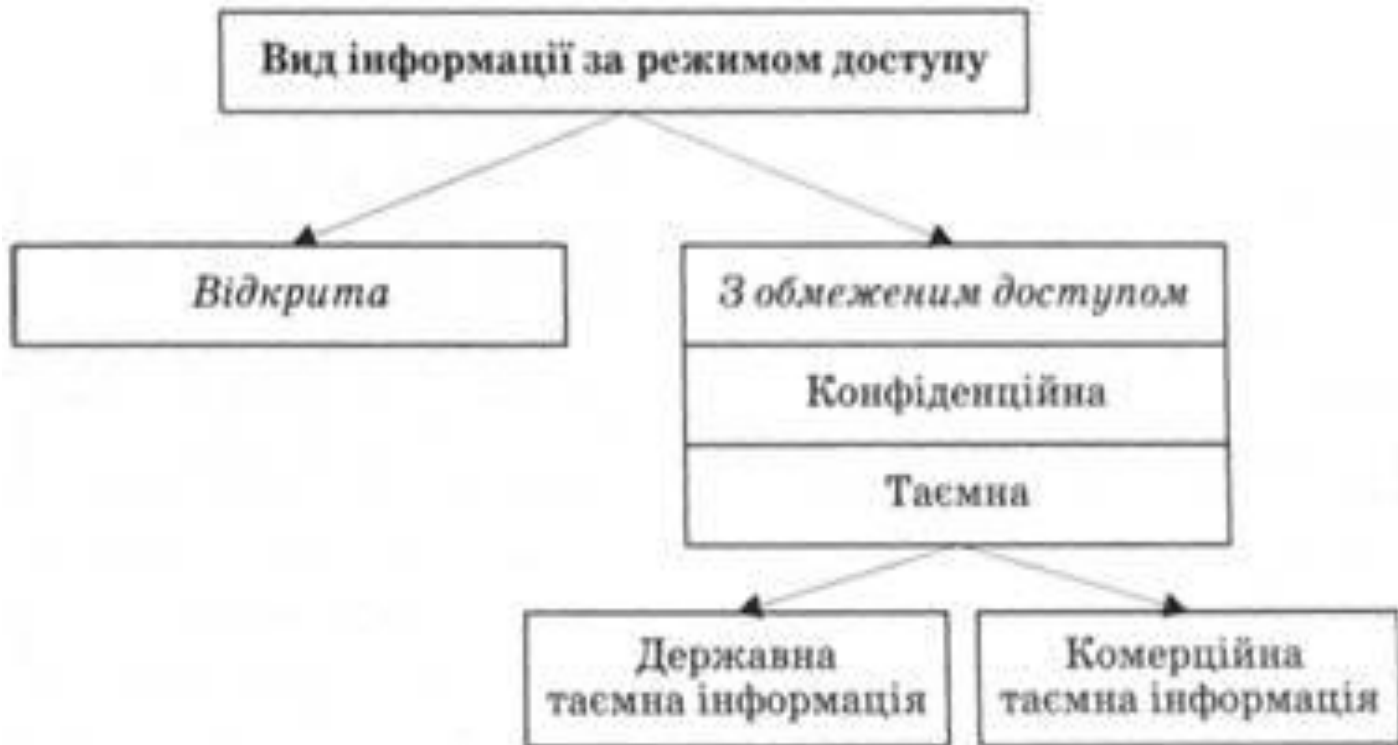 Вид інформації за режимом доступу
Відкрита
З обмеженим доступом
Конфіденційна
Таємна
Державна
таємна інформація
Комерційна
таємна інформація